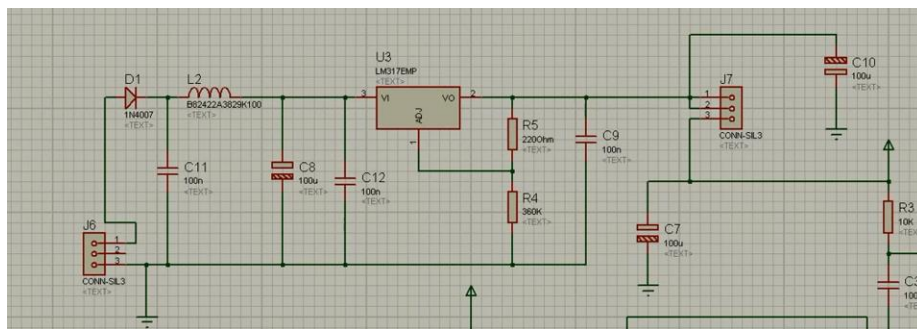 U3
LM317EMP
<TEXT>
C10
100u
<TEXT>
D1
1N4007
<TEXT>
L2
B82422A3829K100
<TEXT>
3
VI
VO
2
ADJ
1
J7
1
2
3
CONN-SIL3
<TEXT>
R5
220Ohm
<TEXT>
C9
100n
<TEXT>
C11
100n
<TEXT>
C8
100u
<TEXT>
C12
100n
<TEXT>
R4
360K
<TEXT>
J6
1
2
3
CONN-SIL3
<TEXT>
C7
100u
<TEXT>
R3
10K
<TE
100